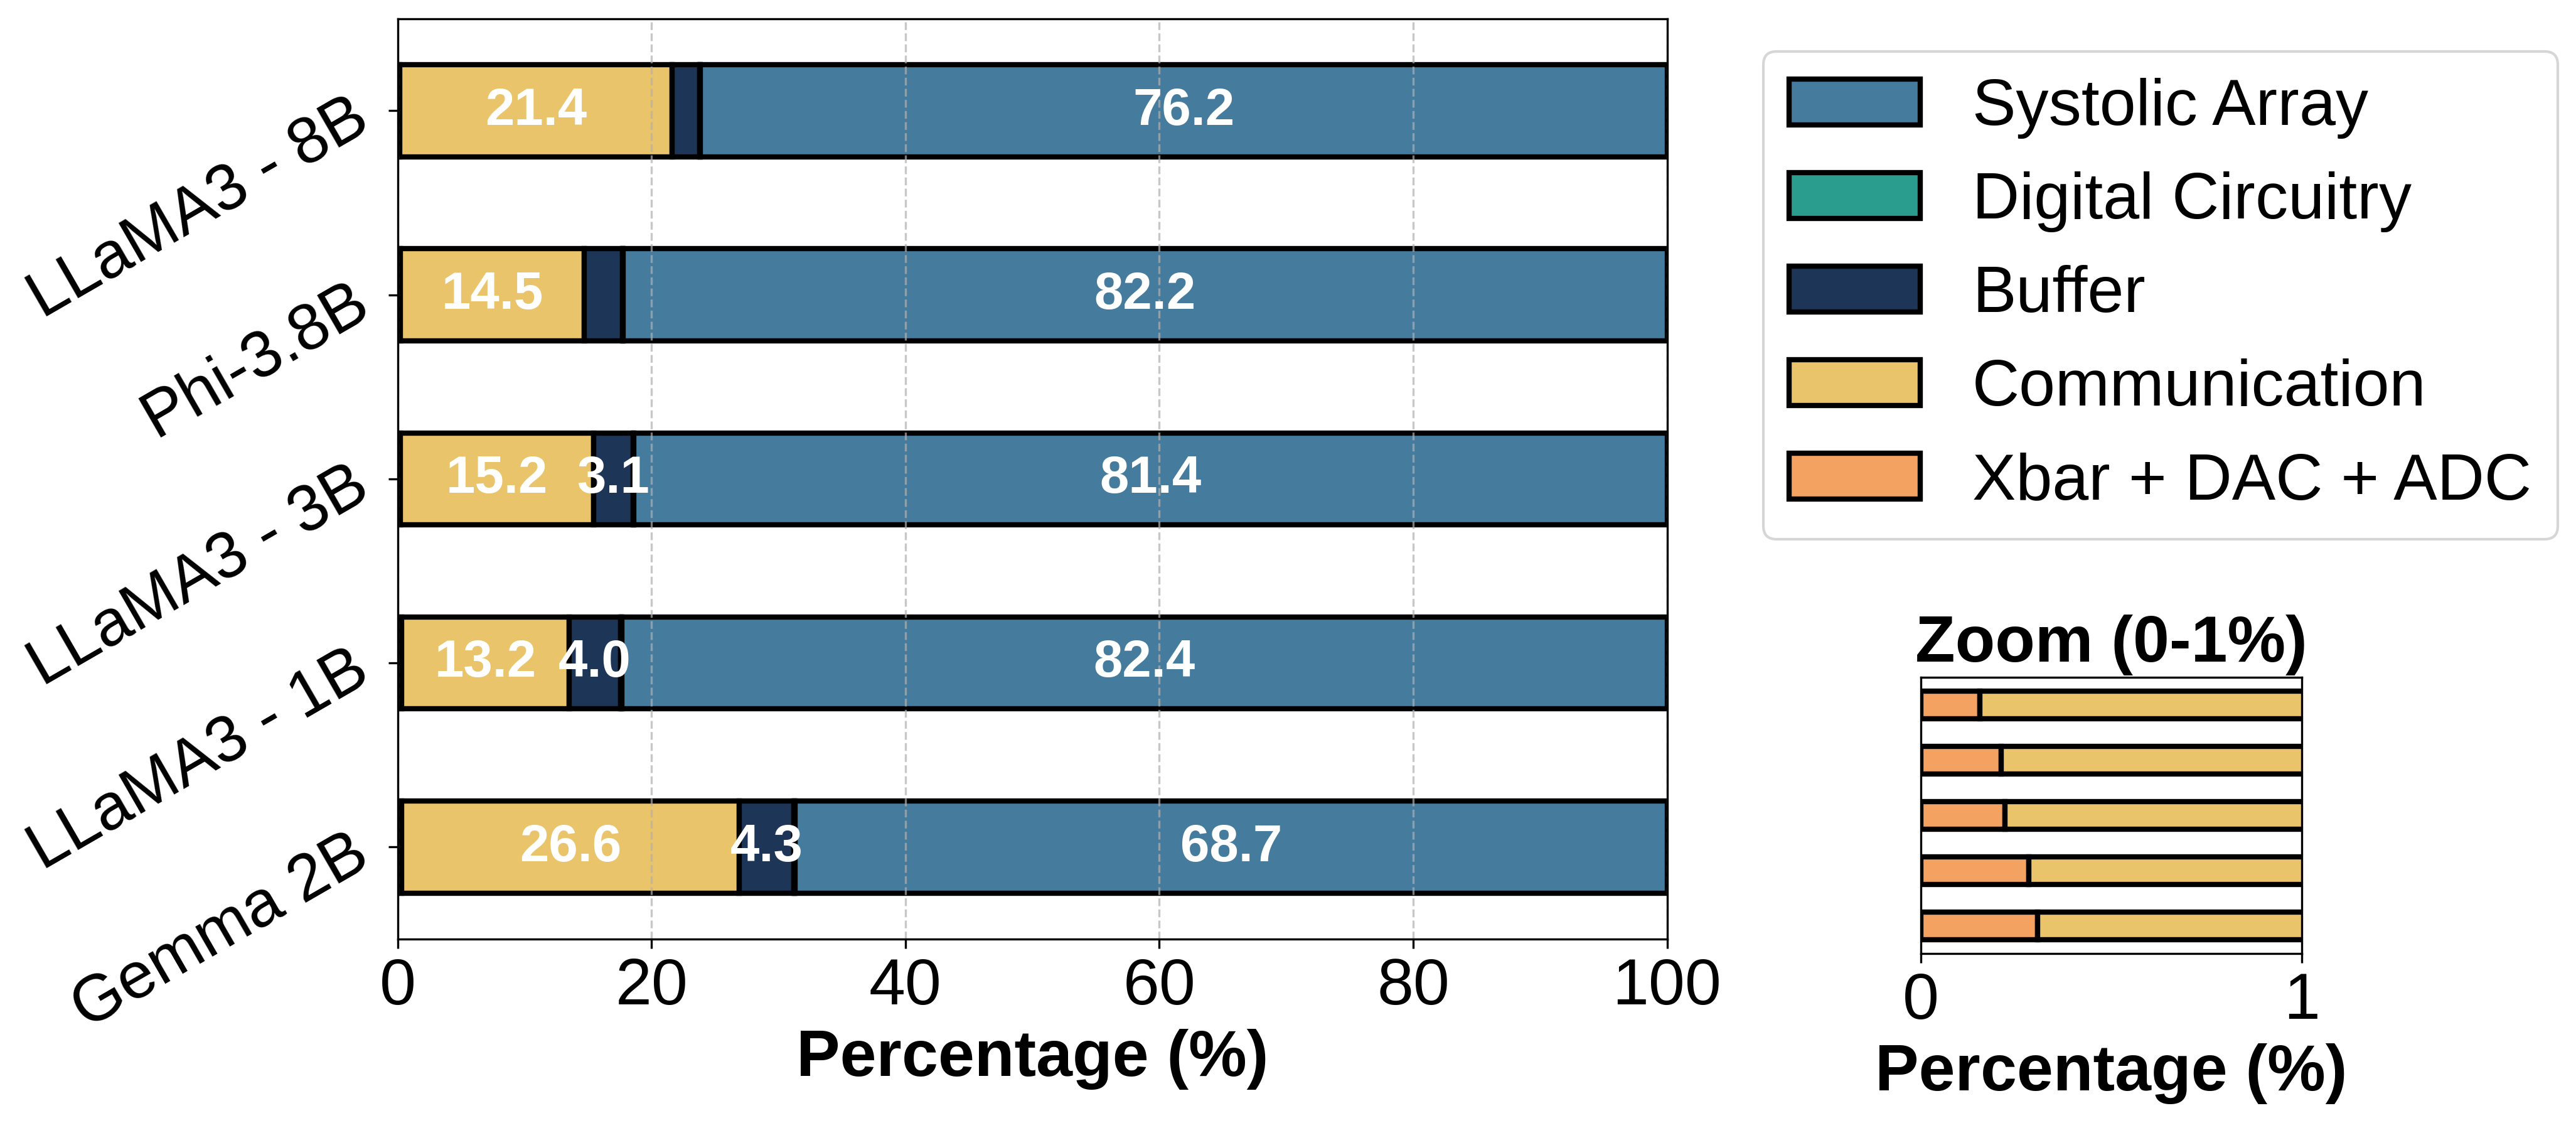 LLaMA3 - 8B
21.4
76.2
Phi-3.8B
14.5
82.2
LLaMA3 - 3B
15.2
3.1
81.4
LLaMA3 - 1B
13.2
4.0
82.4
Gemma 2B
26.6
4.3
68.7
0 20 40 60 80 100
Percentage (%)
Systolic Array
Digital Circuitry
Buffer
Communication
Xbar + DAC + ADC
Zoom (0-1%)
0 1
Percentage (%)